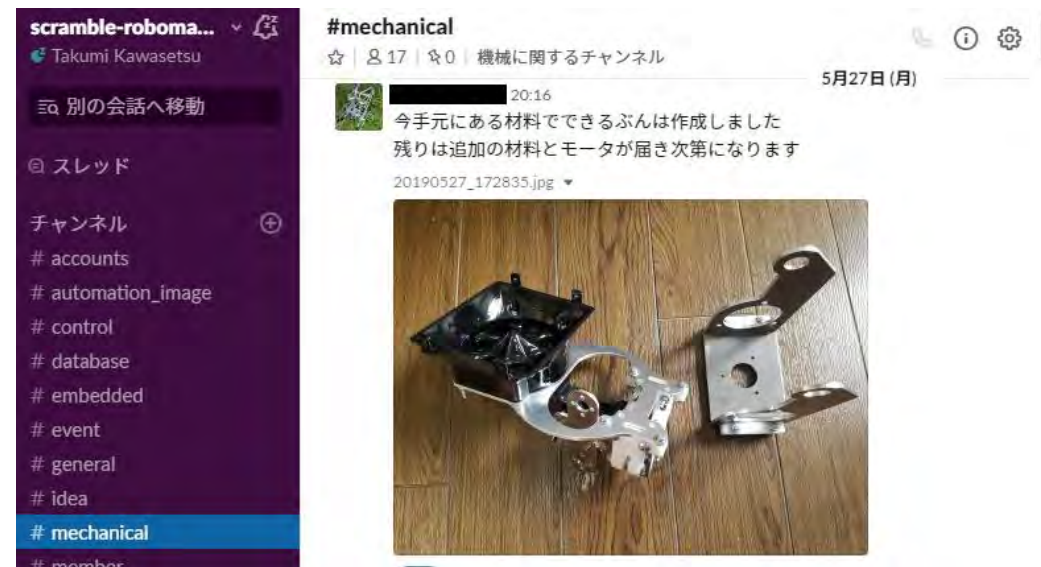 scramble-roboma...
Takumi Kawasetsu
別の会話へ移動
スレッド
チャンネル
# accounts
# automation_image
# control
# database
# embedded
# event
# general
# idea
# mechanical
# member
#mechanical
17 | 0 | 機械に関するチャンネル
5月27日 (月)
20:16
今手元にある材料でできるぶんは作成しました
残りは追加の材料とモータが届き次第になります
20190527_172835.jpg